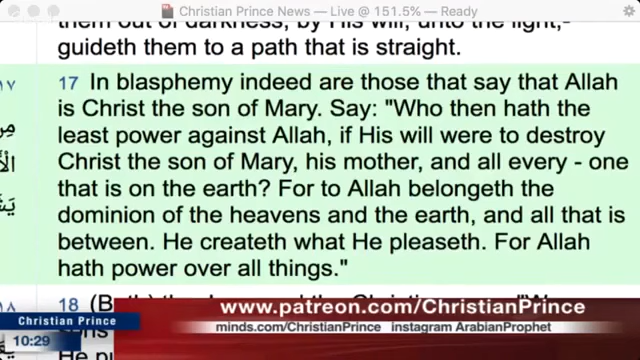 Christian Prince News — Live @ 151.5% — Ready
them out of darkness, by His will, unto the light,-
guideth them to a path that is straight.
17 In blasphemy indeed are those that say that Allah
is Christ the son of Mary. Say: "Who then hath the
least power against Allah, if His will were to destroy
Christ the son of Mary, his mother, and all every - one
that is on the earth? For to Allah belongeth the
dominion of the heavens and the earth, and all that is
between. He createth what He pleaseth. For Allah
hath power over all things."
١٧
18 (Both)
www.patreon.com/ChristianPrince
minds.com/ChristianPrince instagram ArabianProphet
Christian Prince
10:29